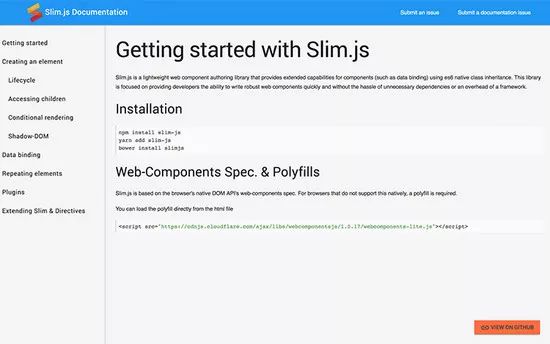 Slim.js Documentation
Submit an issue
Submit a documentation issue
Getting started
Creating an element
Lifecycle
Accessing children
Conditional rendering
Shadow-DOM
Data binding
Repeating elements
Plugins
Extending Slim & Directives
Getting started with Slim.js
Slim.js is a lightweight web component authoring library that provides extended capabilities for components (such as data binding) using es6 native class inheritance. This library
is focused on providing developers the ability to write robust web components quickly and without the hassle of unnecessary dependencies or an overhead of a framework.
Installation
npm install slim-js
yarn add slim-js
bower install slimjs
Web-Components Spec. & Polyfills
Slim.js is based on the browser's native DOM API's web-components spec. For browsers that do not support this natively, a polyfill is required.
You can load the polyfill directly from the html file
<script src="https://cdnjs.cloudflare.com/ajax/libs/webcomponentsjs/1.0.17/webcomponents-lite.js"></script>
VIEW ON GITHUB